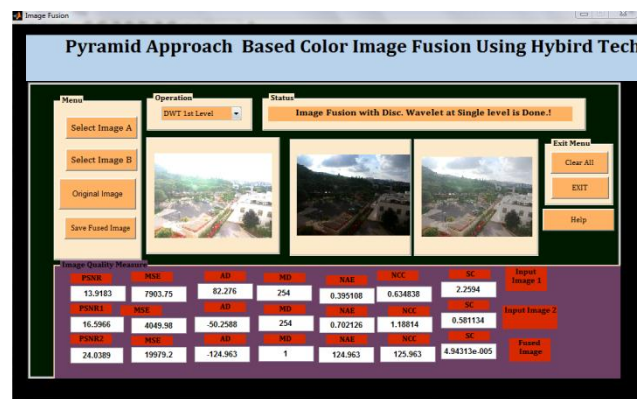 Image Fusion
Pyramid Approach Based Color Image Fusion Using Hybird Tech
Menu
Select Image A
Select Image B
Original Image
Save Fused Image
Operation
DWT 1st Level
Status
Image Fusion with Disc. Wavelet at Single level is Done.!
Exit Menu
Clear All
EXIT
Help
Image Quality Measure
PSNR MSE AD MD NAE NCC SC Input Image 1
13.9183 7903.75 82.276 254 0.395108 0.634838 2.2594
PSNR1 MSE AD MD NAE NCC SC Input Image 2
16.5966 4049.98 -50.2588 254 0.702126 1.18814 0.581134
PSNR2 MSE AD MD NAE NCC SC Fused Image
24.0389 19979.2 -124.963 1 124.963 125.963 4.94313e-005